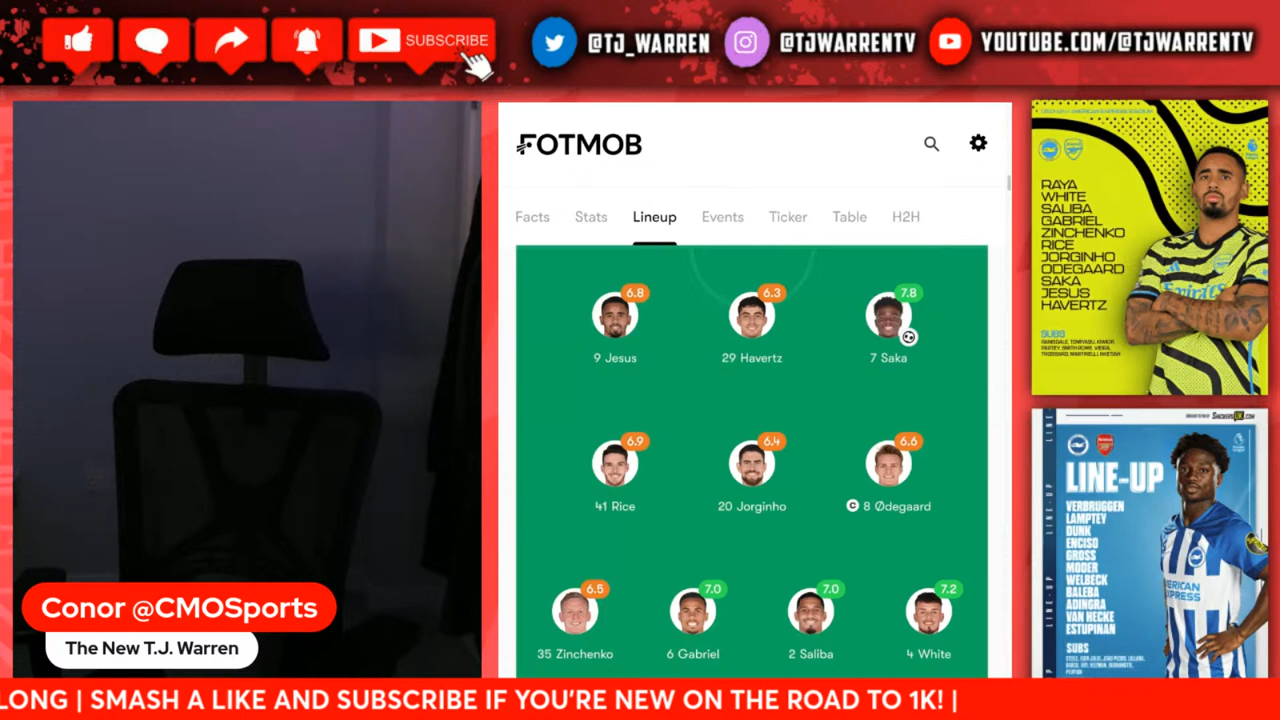 SUBSCRIBE
@TJ_WARREN
@TJWARRENTV
YOUTUBE.COM/@TJWARRENTV
FOTMOB
Facts Stats Lineup Events Ticker Table H2H
6.8 6.3 7.8
9 Jesus 29 Havertz 7 Saka
6.9 6.4 6.6
41 Rice 20 Jorginho C 8 Ødegaard
6.5 7.0 7.0 7.2
35 Zinchenko 6 Gabriel 2 Saliba 4 White
RAYA
WHITE
SALIBA
GABRIEL
ZINCHENKO
RICE
JORGINHO
ODEGAARD
SAKA
JESUS
HAVERTZ
SUBS
LINE-UP
VERBRUGGEN
LAMPTEY
DUNK
ENCISO
GROSS
MODER
WELBECK
BALEBA
ADINGRA
VAN HECKE
ESTUPINAN
SUBS
Conor @CMOSports
The New T.J. Warren
LONG | SMASH A LIKE AND SUBSCRIBE IF YOU'RE NEW ON THE ROAD TO 1K! |